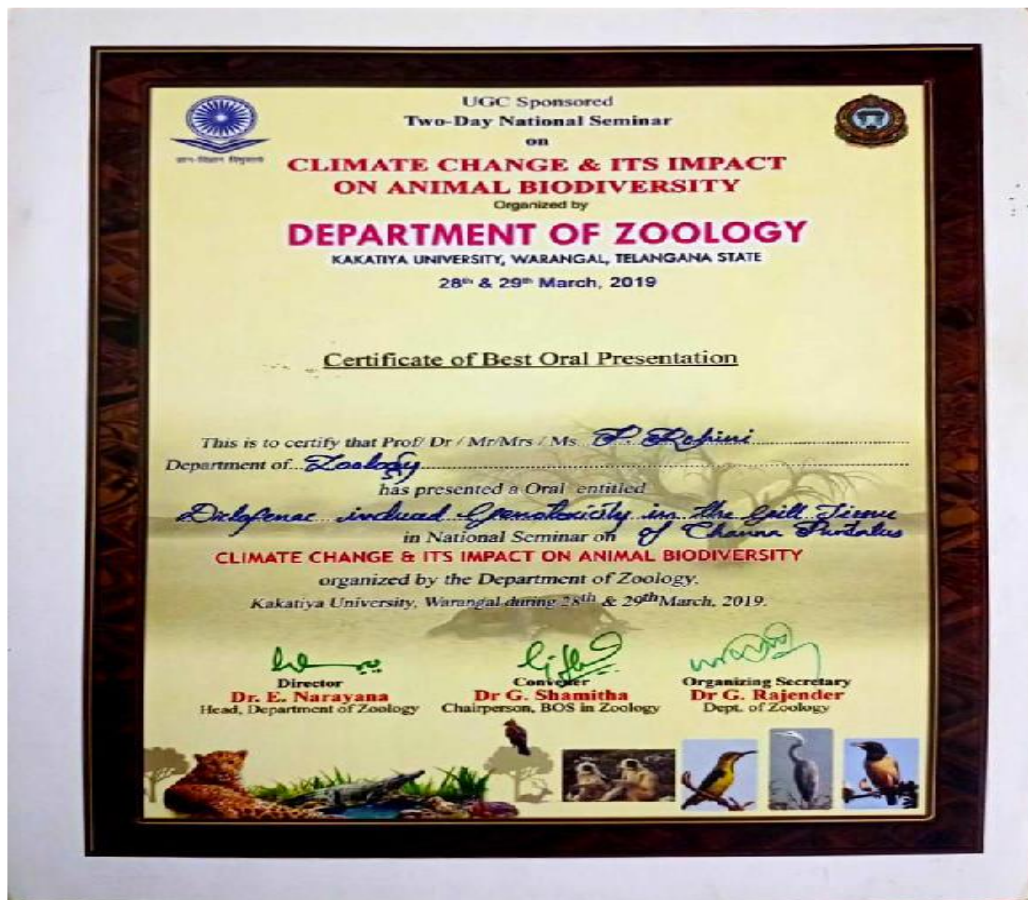 UGC Sponsored
Two-Day National Seminar
on
CLIMATE CHANGE & ITS IMPACT
ON ANIMAL BIODIVERSITY
Organized by
DEPARTMENT OF ZOOLOGY
KAKATIYA UNIVERSITY, WARANGAL, TELANGANA STATE
28th & 29th March, 2019
ज्ञान-विज्ञान विमुक्तये
Certificate of Best Oral Presentation
This is to certify that Prof/ Dr / Mr/Mrs / Ms. Rohini
Department of Zoology
has presented a Oral entitled
Diclofenac induced Genotoxicity in the gill Tissue
in National Seminar on of Channa Puntatus
CLIMATE CHANGE & ITS IMPACT ON ANIMAL BIODIVERSITY
organized by the Department of Zoology,
Kakatiya University, Warangal during 28th & 29th March, 2019.
Director
Dr. E. Narayana
Head, Department of Zoology
Convener
Dr G. Shamitha
Chairperson, BOS in Zoology
Organizing Secretary
Dr G. Rajender
Dept. of Zoology